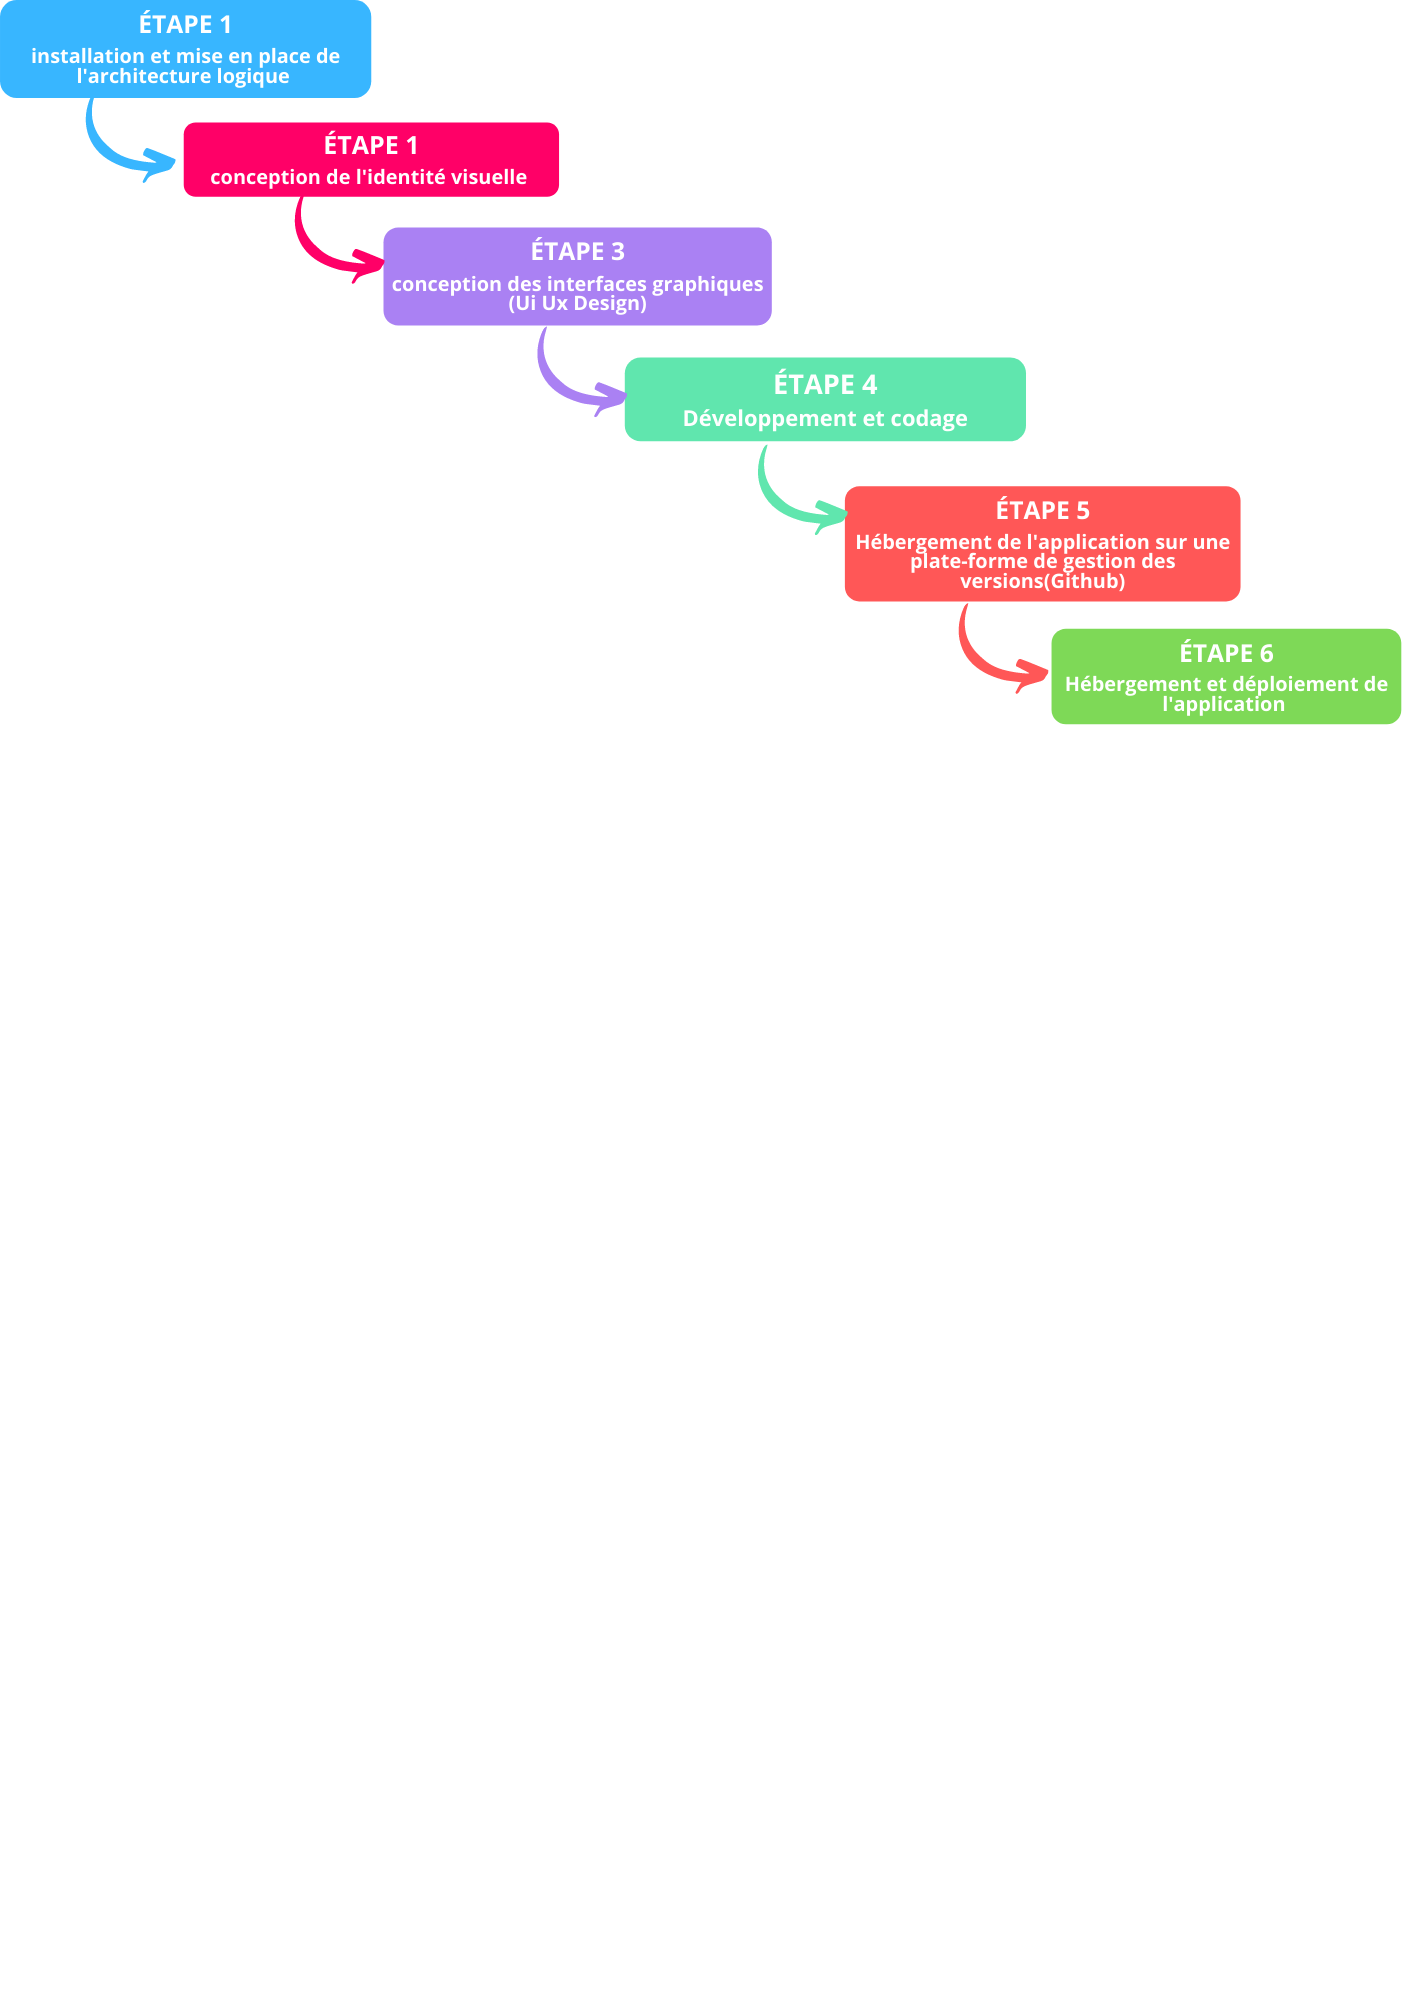 ÉTAPE 1
installation et mise en place de
l'architecture logique
ÉTAPE 1
conception de l'identité visuelle
ÉTAPE 3
conception des interfaces graphiques
(Ui Ux Design)
ÉTAPE 4
Développement et codage
ÉTAPE 5
Hébergement de l'application sur une
plate-forme de gestion des
versions(Github)
ÉTAPE 6
Hébergement et déploiement de
l'application